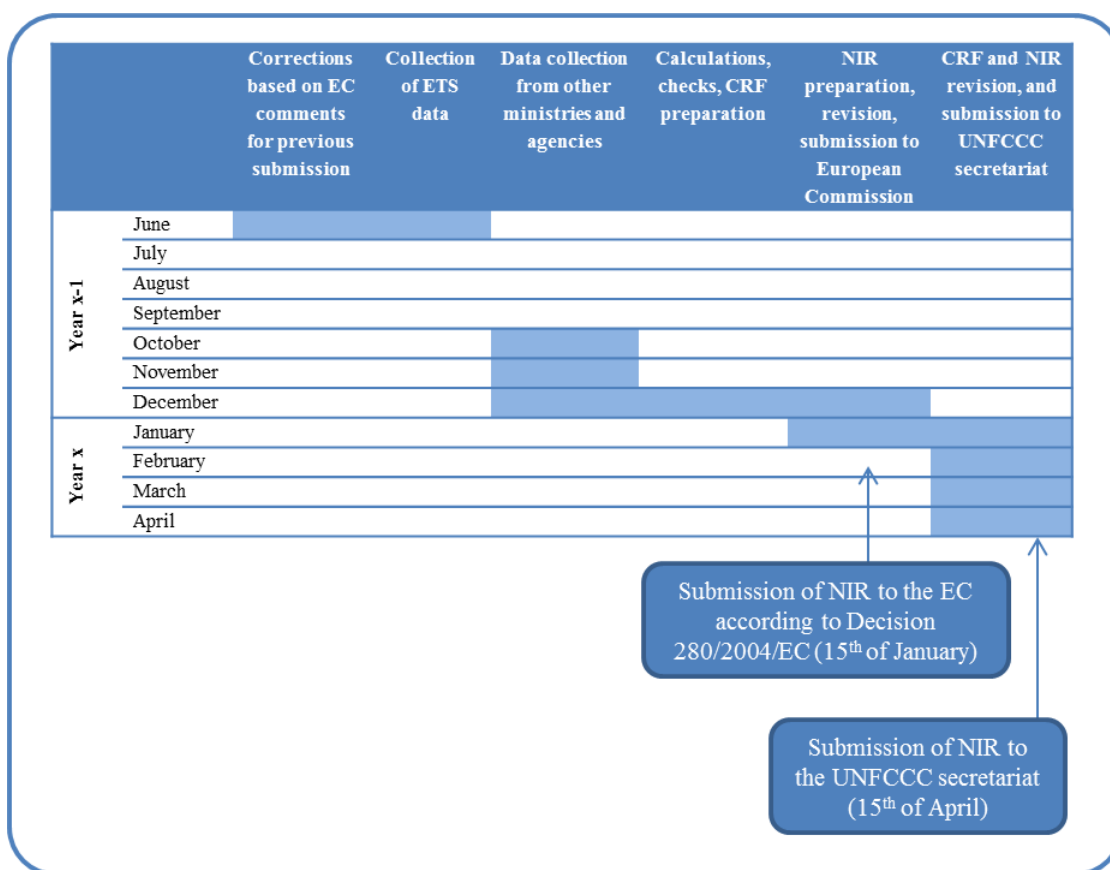 Corrections
based on EC
comments
for previous
submission
Collection
of ETS
data
Data collection
from other
ministries and
agencies
Calculations,
checks, CRF
preparation
NIR
preparation,
revision,
submission to
European
Commission
CRF and NIR
revision, and
submission to
UNFCCC
secretariat
Year x-1
June
July
August
September
October
November
December
Year x
January
February
March
April
Submission of NIR to the EC
according to Decision
280/2004/EC (15th of January)
Submission of NIR to
the UNFCCC secretariat
(15th of April)